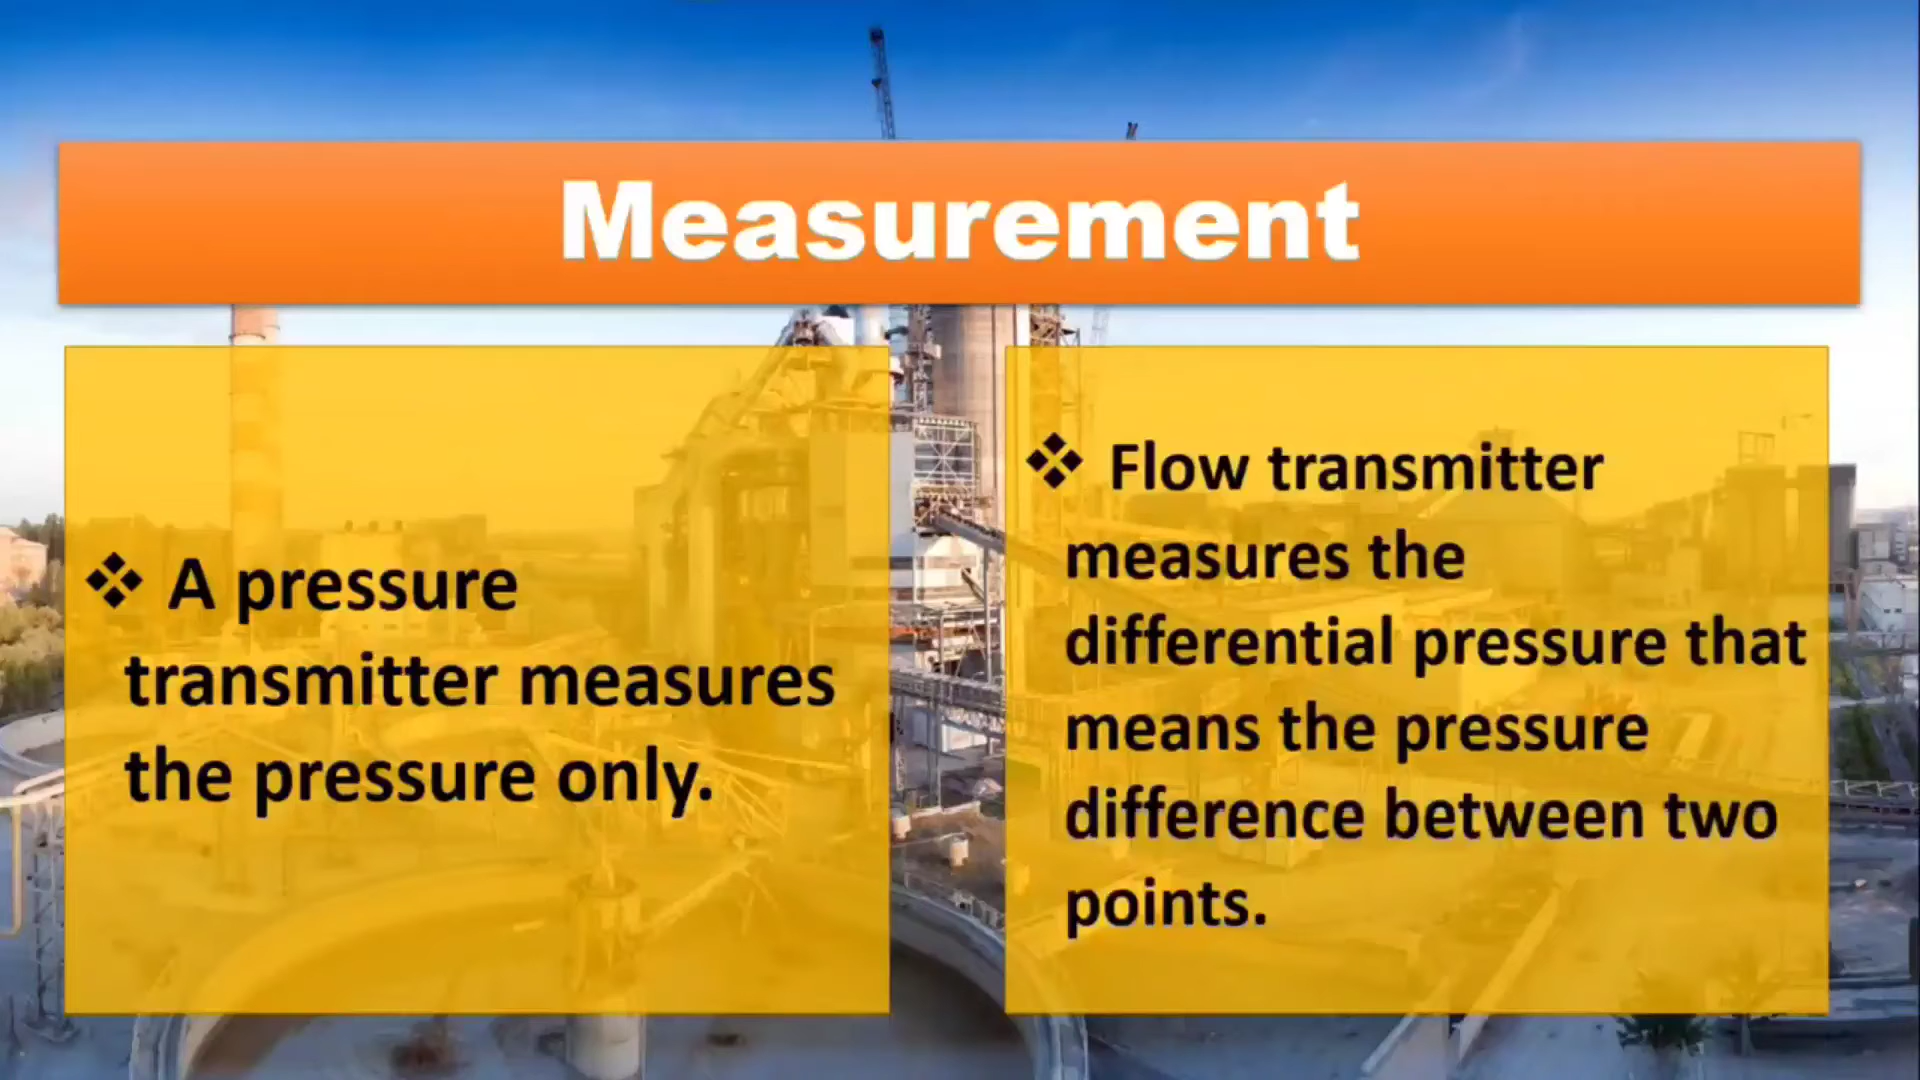 Measurement
❖ A pressure
transmitter measures
the pressure only.
❖ Flow transmitter
measures the
differential pressure that
means the pressure
difference between two
points.